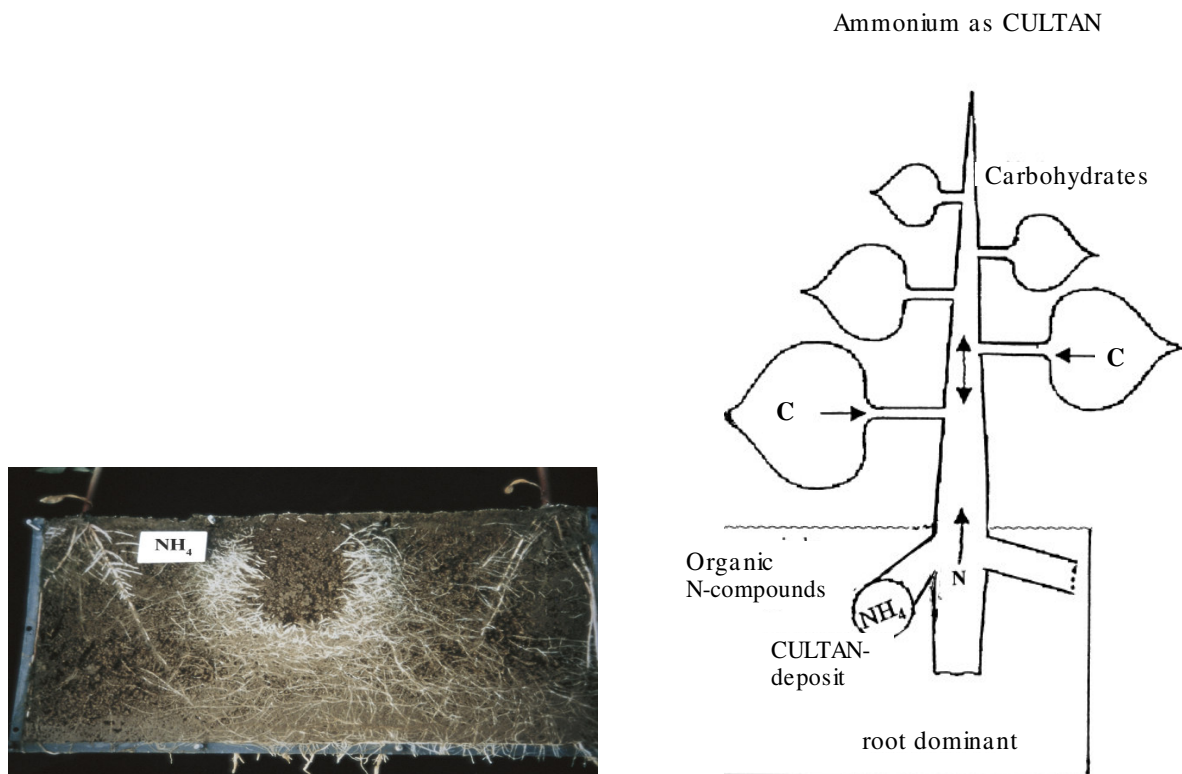 Ammonium as CULTAN
Carbohydrates
C
C
NH₄
Organic
N-compounds
N
NH₄
CULTAN-
deposit
root dominant